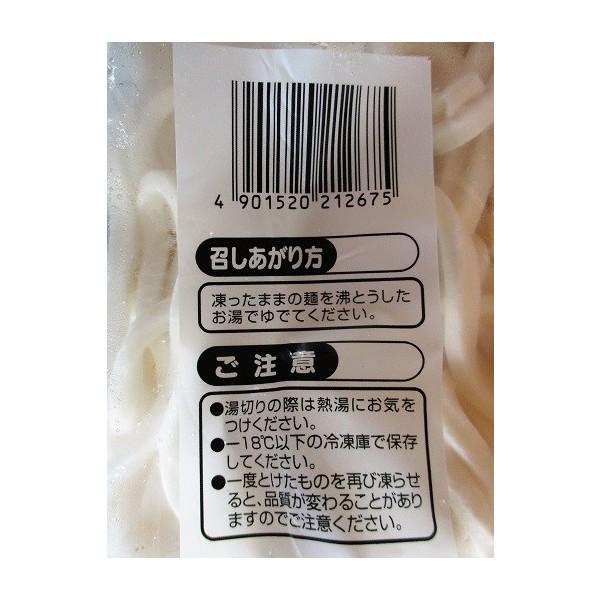 4 901520 212675
召しあがり方
凍ったままの麺を沸とうした
お湯でゆでてください。
ご注意
●湯切りの際は熱湯にお気を
つけください。
●－18℃以下の冷凍庫で保存
してください。
●一度とけたものを再び凍らせ
ると、品質が変わることがあり
ますのでご注意ください。